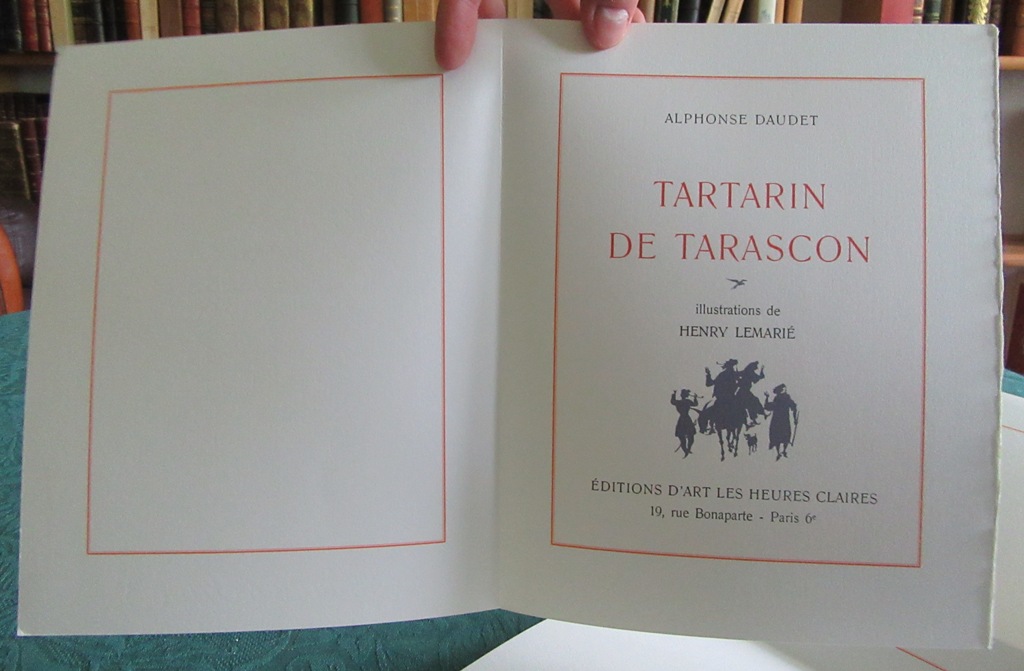 ALPHONSE DAUDET
TARTARIN
DE TARASCON
illustrations de
HENRY LEMARIÉ
ÉDITIONS D'ART LES HEURES CLAIRES
19, rue Bonaparte - Paris 6e